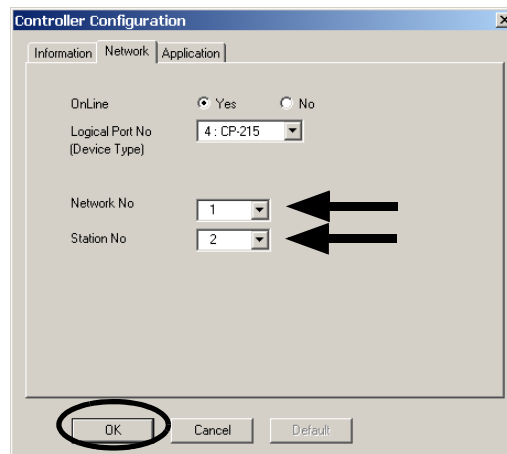 Controller Configuration
Information Network Application
OnLine Yes No
Logical Port No 4 : CP-215
(Device Type)
Network No 1
Station No 2
OK Cancel Default